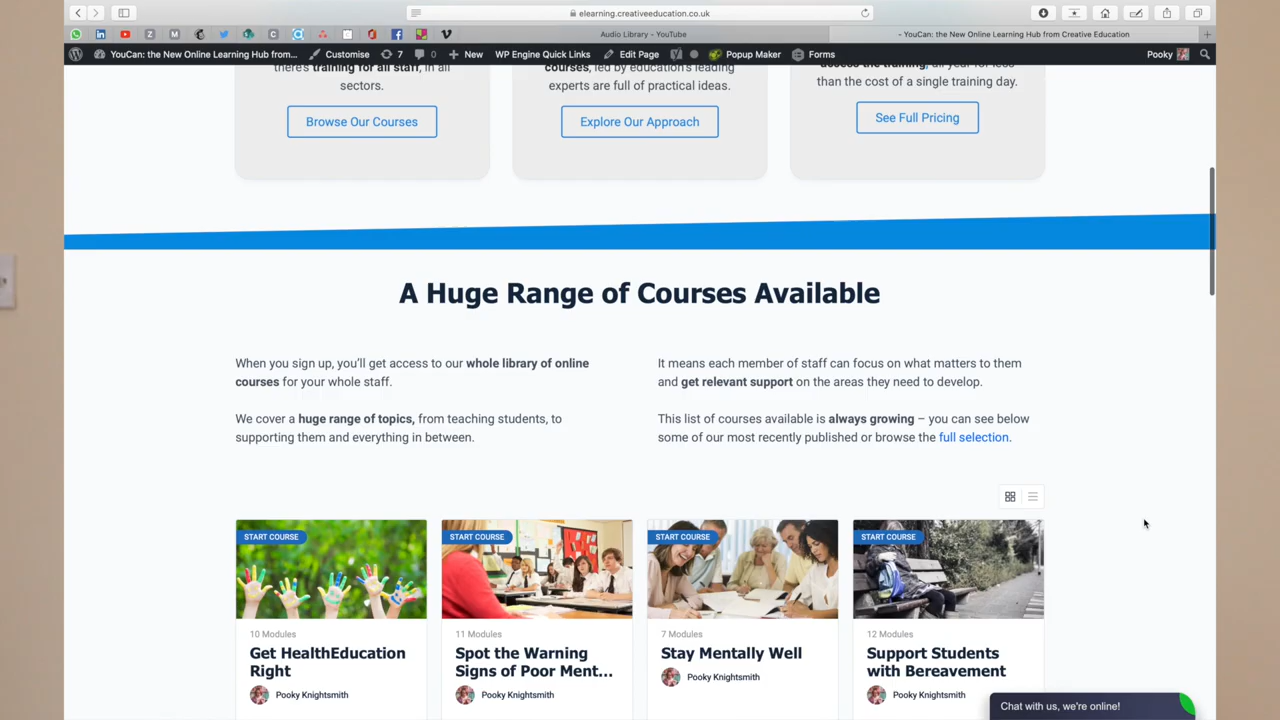 elearning.creativeeducation.co.uk
Audio Library - YouTube
- YouCan: the New Online Learning Hub from Creative Education
YouCan: the New Online Learning Hub from... Customise 7 0 New WP Engine Quick Links Edit Page Popup Maker Forms Pooky
there's training for all staff, in all
sectors.
Browse Our Courses
courses, led by education's leading
experts are full of practical ideas.
Explore Our Approach
assess the training, all year for less
than the cost of a single training day.
See Full Pricing
A Huge Range of Courses Available
When you sign up, you'll get access to our whole library of online
courses for your whole staff.
We cover a huge range of topics, from teaching students, to
supporting them and everything in between.
It means each member of staff can focus on what matters to them
and get relevant support on the areas they need to develop.
This list of courses available is always growing – you can see below
some of our most recently published or browse the full selection.
START COURSE
10 Modules
Get HealthEducation
Right
Pooky Knightsmith
START COURSE
11 Modules
Spot the Warning
Signs of Poor Ment...
Pooky Knightsmith
START COURSE
7 Modules
Stay Mentally Well
Pooky Knightsmith
START COURSE
12 Modules
Support Students
with Bereavement
Pooky Knightsmith
Chat with us, we're online!